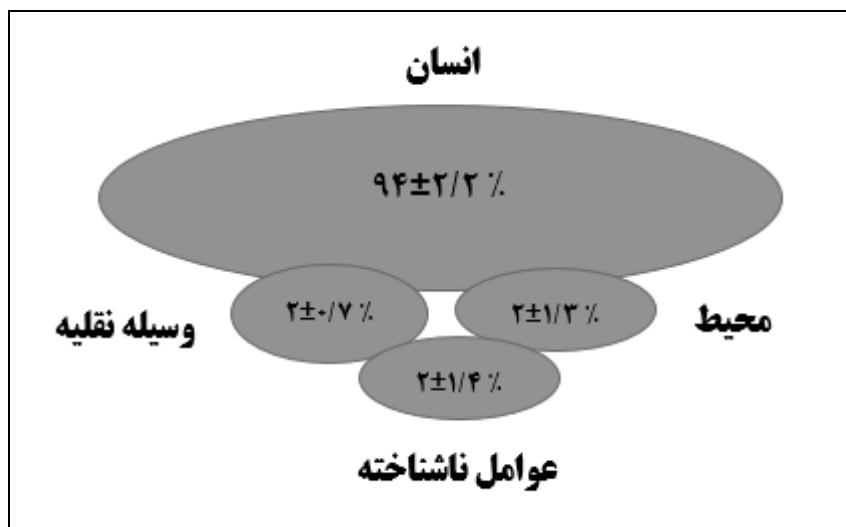 انسان
۹۴±۲/۲ ٪
۲±۰/۷ ٪
۲±۱/۳ ٪
وسیله نقلیه
محیط
۲±۱/۴ ٪
عوامل ناشناخته